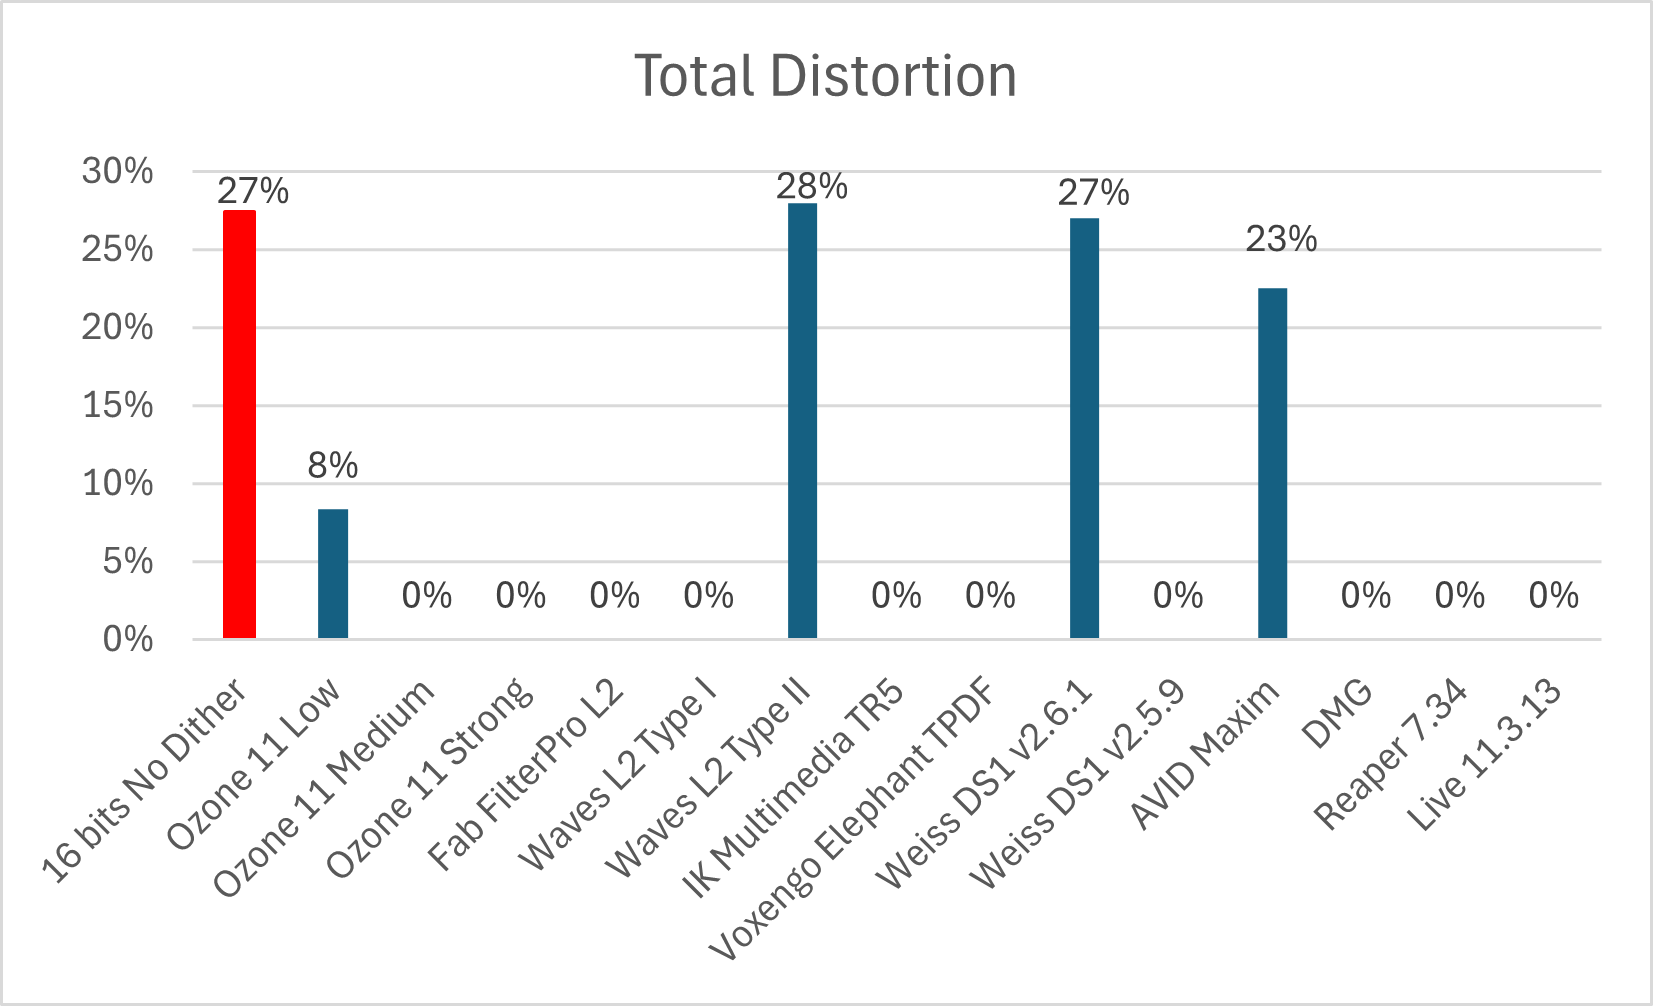 Total Distortion
30%
25%
20%
15%
10%
5%
0%
27%
8%
0%
0%
0%
0%
28%
0%
0%
27%
0%
23%
0%
0%
0%
16 bits No Dither
Ozone 11 Low
Ozone 11 Medium
Ozone 11 Strong
Fab FilterPro L2
Waves L2 Type I
Waves L2 Type II
IK Multimedia TR5
Voxengo Elephant TPDF
Weiss DS1 v2.6.1
Weiss DS1 v2.5.9
AVID Maxim
DMG
Reaper 7.34
Live 11.3.13